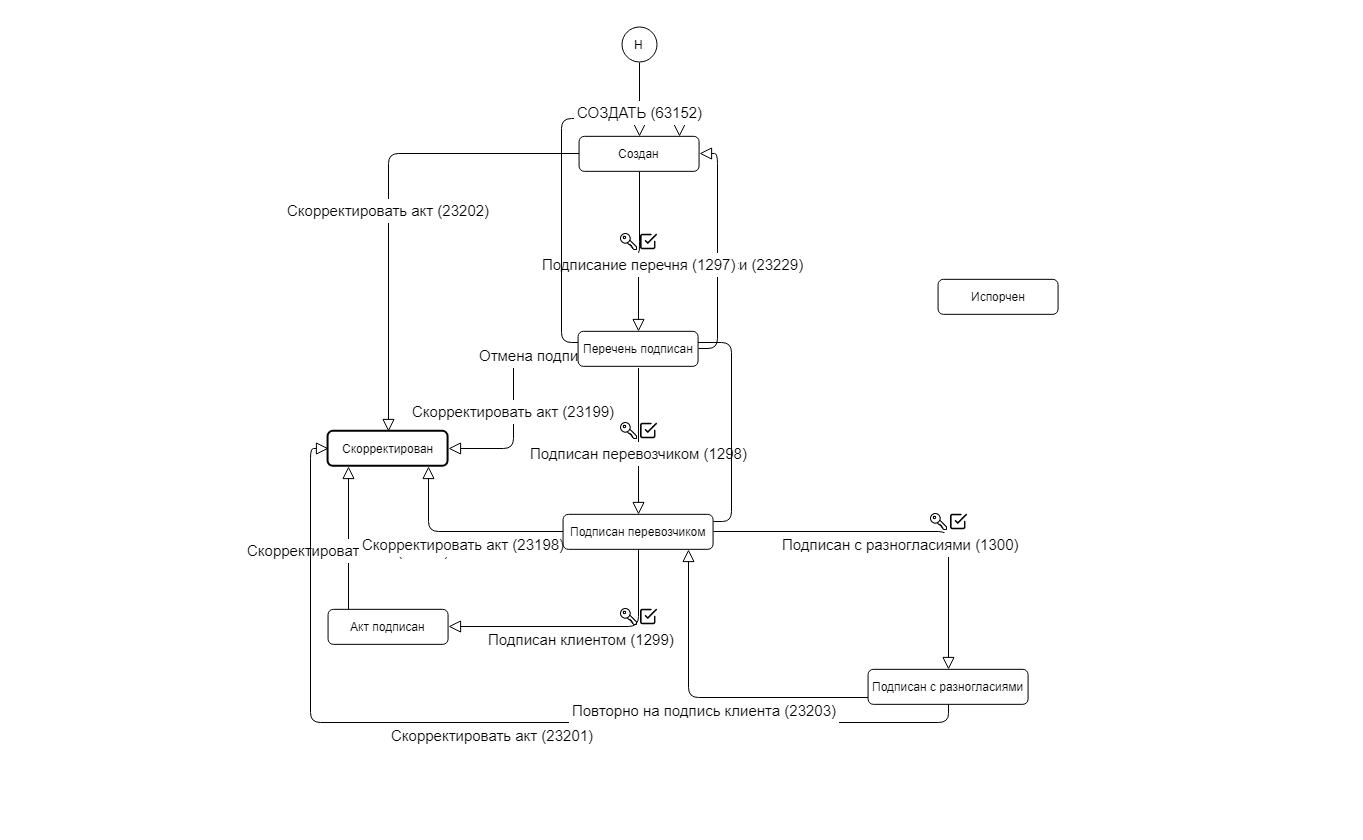 Н
СОЗДАТЬ (63152)
Создан
Скорректировать акт (23202)
Подписание перечня (1297)
и (23229)
Испорчен
Перечень подписан
Отмена
Скорректировать акт (23199)
Подписан перевозчиком (1298)
Скорректирован
Подписан перевозчиком
Скорректировать акт (23198)
Подписан с разногласиями (1300)
Скорректироват
Акт подписан
Подписан клиентом (1299)
Подписан с разногласиями
Повторно на подпись клиента (23203)
Скорректировать акт (23201)